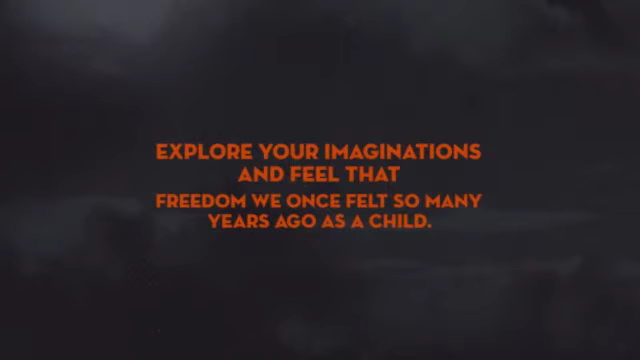 EXPLORE YOUR IMAGINATIONS
AND FEEL THAT
FREEDOM WE ONCE FELT SO MANY
YEARS AGO AS A CHILD.